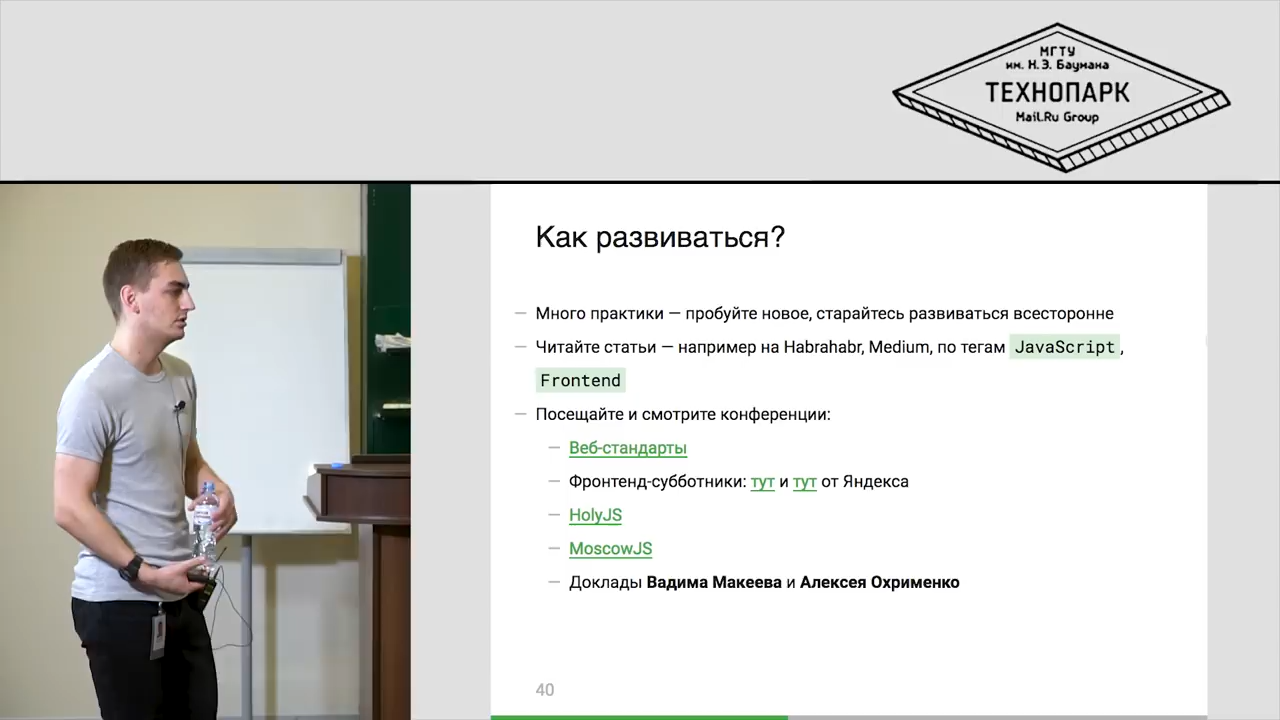 МГТУ
им. Н.Э. Баумана
ТЕХНОПАРК
Mail.Ru Group
Как развиваться?
— Много практики — пробуйте новое, старайтесь развиваться всесторонне
— Читайте статьи — например на Habrahabr, Medium, по тегам JavaScript,
Frontend
— Посещайте и смотрите конференции:
— Веб-стандарты
— Фронтенд-субботники: тут и тут от Яндекса
— HolyJS
— MoscowJS
— Доклады Вадима Макеева и Алексея Охрименко
40